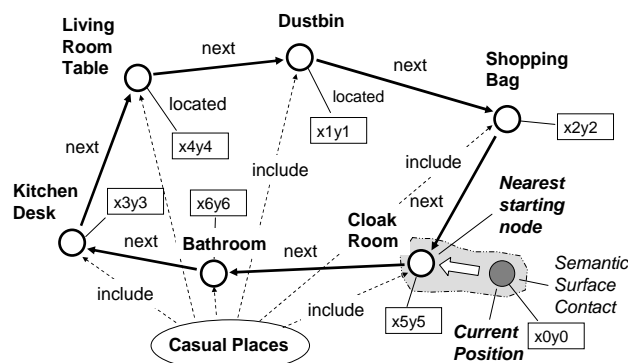 Living
Room
Table
Dustbin
Shopping
Bag
next
next
located
located
x4y4
x1y1
x2y2
next
include
include
Kitchen
Desk
x3y3
x6y6
next
Nearest
starting
node
Cloak
Room
next
Bathroom
next
include
include
x5y5
Semantic
Surface
Contact
Current
Position
x0y0
Casual Places